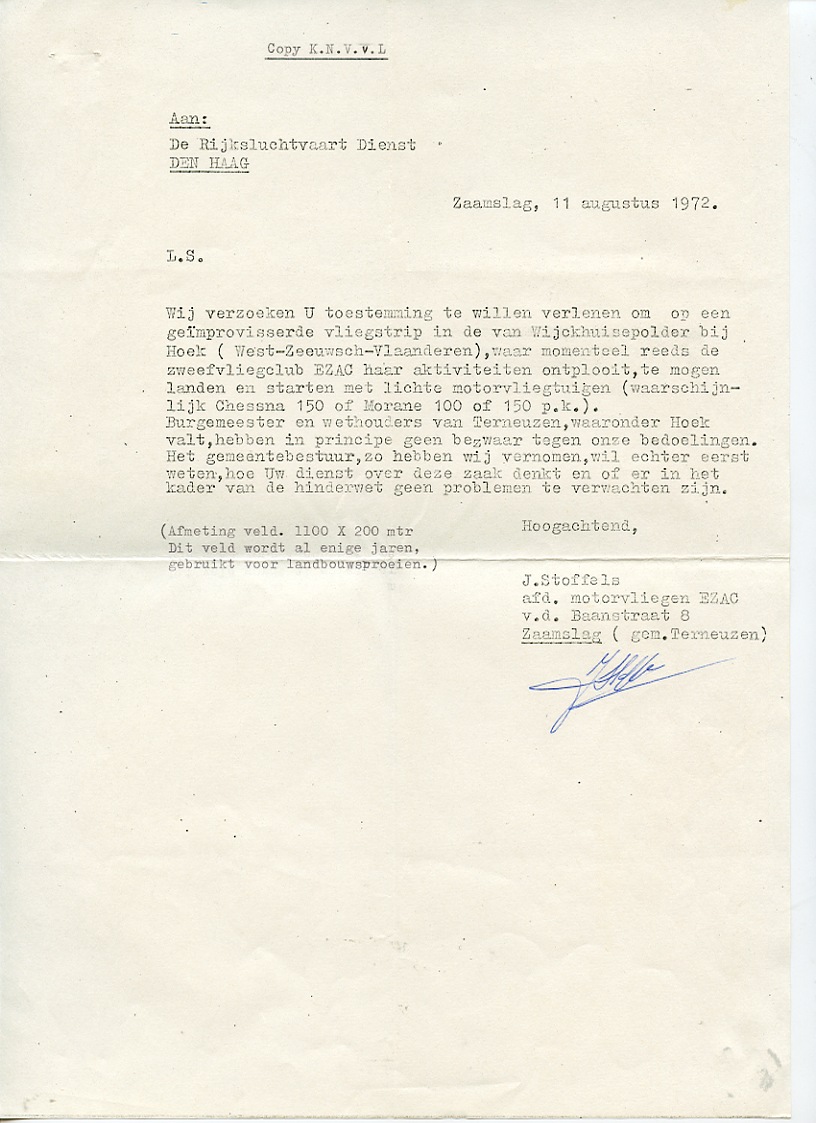 Copy K.N.V.v.L
Aan:
De Rijksluchtvaart Dienst
DEN HAAG
Zaamslag, 11 augustus 1972.
L.S.
Wij verzoeken U toestemming te willen verlenen om op een
geïmprovisserde vliegstrip in de van Wijckhuisepolder bij
Hoek ( West-Zeeuwsch-Vlaanderen),waar momenteel reeds de
zweefvliegclub EZAC haar aktiviteiten ontplooit,te mogen
landen en starten met lichte motorvliegtuigen (waarschijn-
lijk Chessna 150 of Morane 100 of 150 p.k.).
Burgemeester en wethouders van Terneuzen,waaronder Hoek
valt,hebben in principe geen begwaar tegen onze bedoelingen.
Het gemeentebestuur,zo hebben wij vernomen,wil echter eerst
weten,hoe Uw dienst over deze zaak denkt en of er in het
kader van de hinderwet geen problemen te verwachten zijn.
(Afmeting veld. 1100 X 200 mtr
Dit veld wordt al enige jaren,
gebruikt voor landbouwsproeien.)
Hoogachtend,
J.Stoffels
afd. motorvliegen EZAC
v.d. Baanstraat 8
Zaamslag ( gem.Terneuzen)